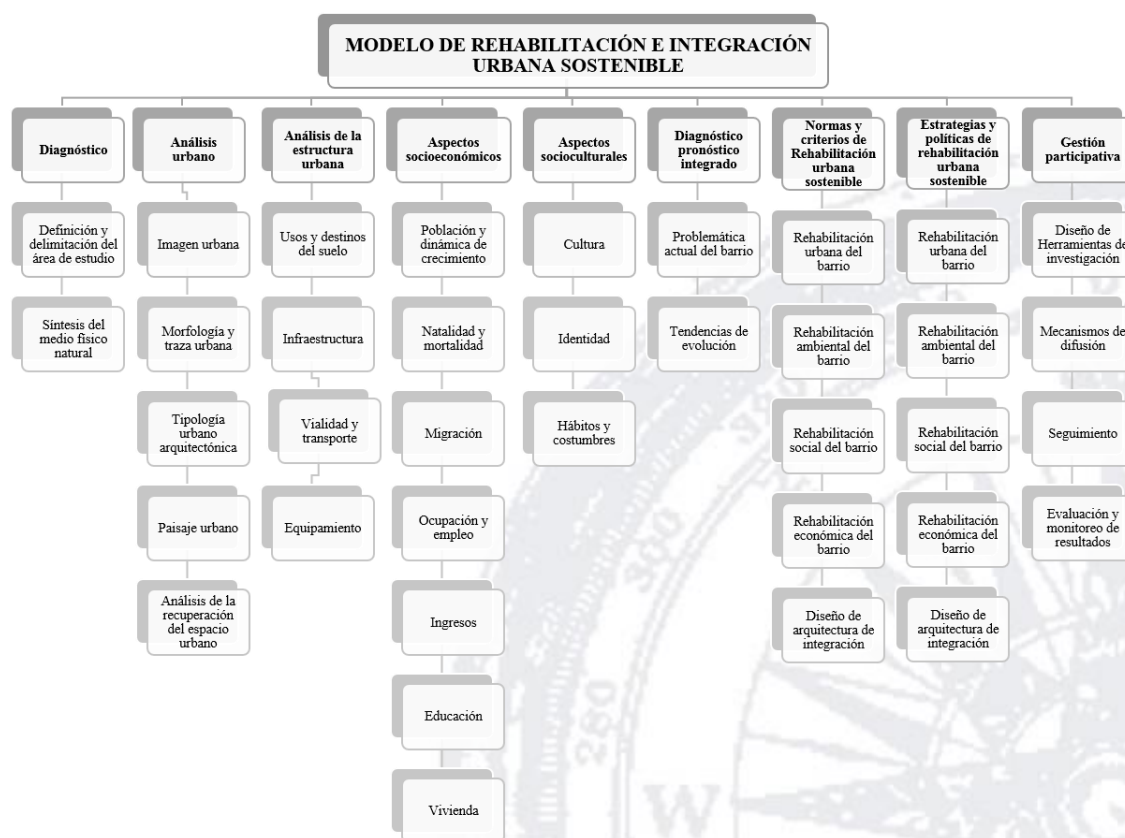 MODELO DE REHABILITACIÓN E INTEGRACIÓN
URBANA SOSTENIBLE
Diagnóstico
Definición y
delimitación del
área de estudio
Síntesis del
medio físico
natural
Análisis
urbano
Imagen urbana
Morfología y
traza urbana
Tipología
urbano
arquitectónica
Paisaje urbano
Análisis de la
recuperación
del espacio
urbano
Análisis de la
estructura
urbana
Usos y destinos
del suelo
Infraestructura
Vialidad y
transporte
Equipamiento
Aspectos
socioeconómicos
Población y
dinámica de
crecimiento
Natalidad y
mortalidad
Migración
Ocupación y
empleo
Ingresos
Educación
Vivienda
Aspectos
socioculturales
Cultura
Identidad
Hábitos y
costumbres
Diagnóstico
pronóstico
integrado
Problemática
actual del barrio
Tendencias de
evolución
Normas y
criterios de
Rehabilitación
urbana
sostenible
Rehabilitación
urbana del
barrio
Rehabilitación
ambiental del
barrio
Rehabilitación
social del barrio
Rehabilitación
económica del
barrio
Diseño de
arquitectura de
integración
Estrategias y
políticas de
rehabilitación
urbana
sostenible
Rehabilitación
urbana del
barrio
Rehabilitación
ambiental del
barrio
Rehabilitación
social del barrio
Rehabilitación
económica del
barrio
Diseño de
arquitectura de
integración
Gestión
participativa
Diseño de
Herramientas de
investigación
Mecanismos de
difusión
Seguimiento
Evaluación y
monitoreo de
resultados
280
300
W